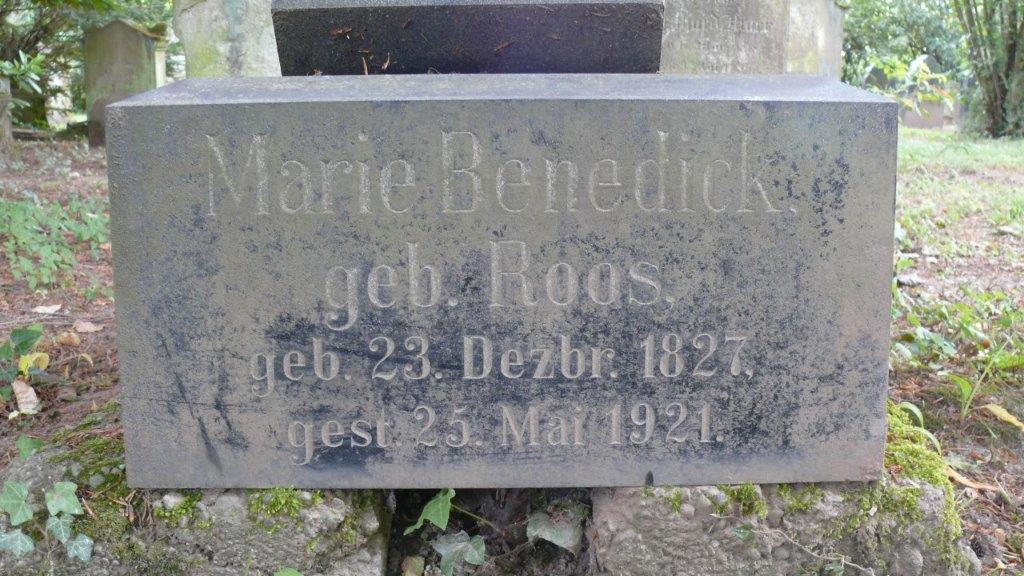 Marie Benedick,
geb. Roos,
geb. 23. Dezbr. 1827,
gest. 25. Mai 1921.